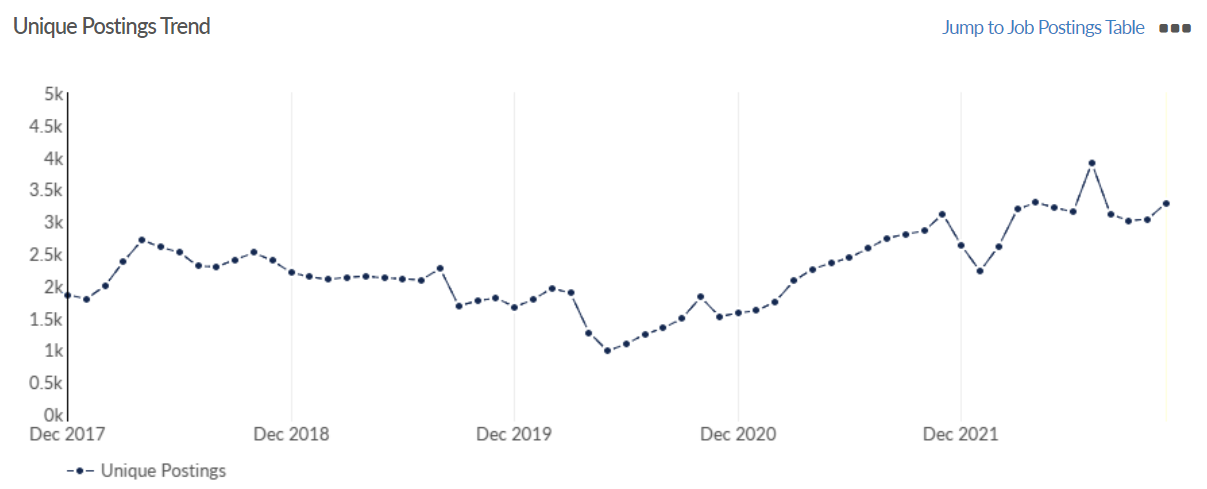 Unique Postings Trend
Jump to Job Postings Table
5k
4.5k
4k
3.5k
3k
2.5k
2k
1.5k
1k
0.5k
0k
Dec 2017 Dec 2018 Dec 2019 Dec 2020 Dec 2021
Unique Postings